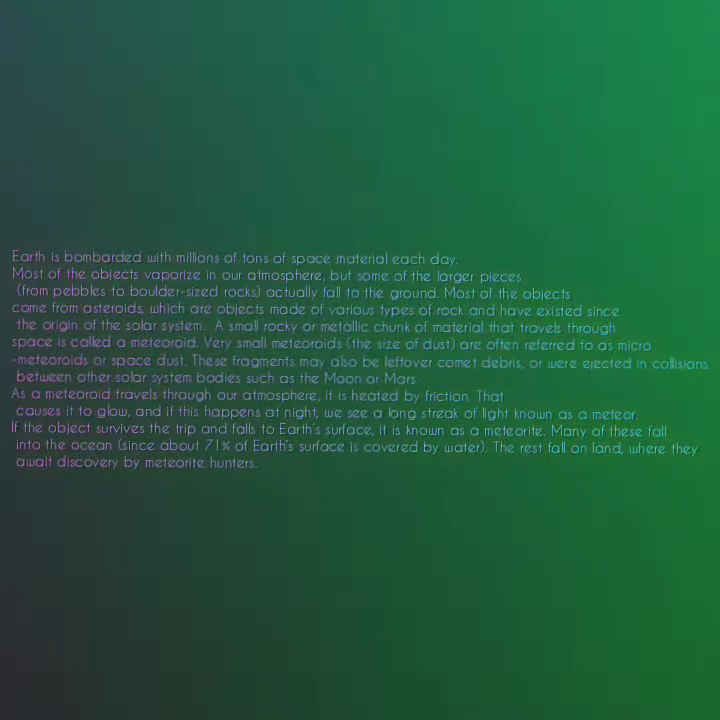 Earth is bombarded with millions of tons of space material each day.
Most of the objects vaporize in our atmosphere, but some of the larger pieces
(from pebbles to boulder-sized rocks) actually fall to the ground. Most of the objects
come from asteroids, which are objects made of various types of rock and have existed since
the origin of the solar system. A small rocky or metallic chunk of material that travels through
space is called a meteoroid. Very small meteoroids (the size of dust) are often referred to as micro
-meteoroids or space dust. These fragments may also be leftover comet debris, or were ejected in collisions
between other solar system bodies such as the Moon or Mars.
As a meteoroid travels through our atmosphere, it is heated by friction. That
causes it to glow, and if this happens at night, we see a long streak of light known as a meteor.
If the object survives the trip and falls to Earth's surface, it is known as a meteorite. Many of these fall
into the ocean (since about 71% of Earth's surface is covered by water). The rest fall on land, where they
await discovery by meteorite hunters.